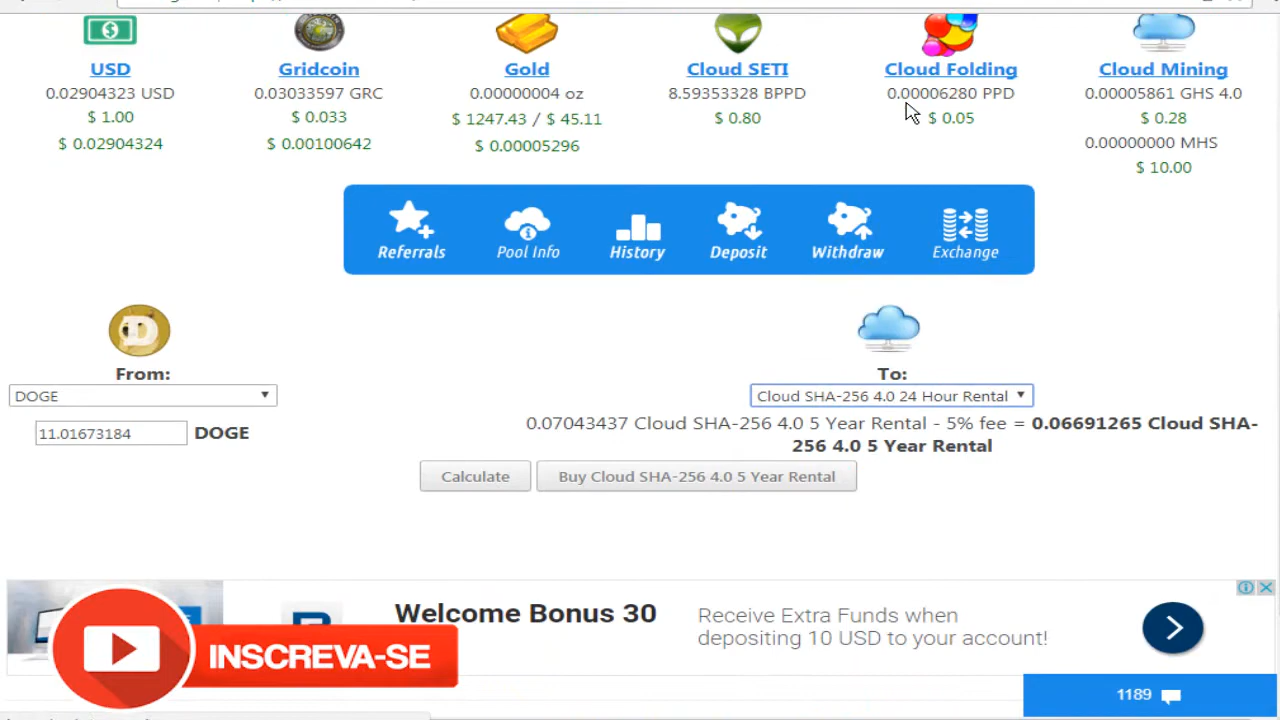 USD
0.02904323 USD
$ 1.00
$ 0.02904324
Gridcoin
0.03033597 GRC
$ 0.033
$ 0.00100642
Gold
0.00000004 oz
$ 1247.43 / $ 45.11
$ 0.00005296
Cloud SETI
8.59353328 BPPD
$ 0.80
Cloud Folding
0.00006280 PPD
$ 0.05
Cloud Mining
0.00005861 GHS 4.0
$ 0.28
0.00000000 MHS
$ 10.00
Referrals
Pool Info
History
Deposit
Withdraw
Exchange
From:
DOGE
11.01673184 DOGE
To:
Cloud SHA-256 4.0 24 Hour Rental
0.07043437 Cloud SHA-256 4.0 5 Year Rental - 5% fee = 0.06691265 Cloud SHA-
256 4.0 5 Year Rental
Calculate
Buy Cloud SHA-256 4.0 5 Year Rental
Welcome Bonus 30
Receive Extra Funds when
depositing 10 USD to your account!
INSCREVA-SE
1189